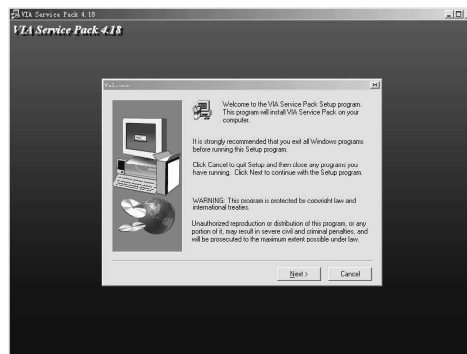 VIA Service Pack 4.18
VIA Service Pack 4.18
Welcome
Welcome to the VIA Service Pack Setup program.
This program will install VIA Service Pack on your
computer.
It is strongly recommended that you exit all Windows programs
before running this Setup program.
Click Cancel to quit Setup and then close any programs you
have running. Click Next to continue with the Setup program.
WARNING: This program is protected by copyright law and
international treaties.
Unauthorized reproduction or distribution of this program, or any
portion of it, may result in severe civil and criminal penalties, and
will be prosecuted to the maximum extent possible under law.
Next >
Cancel